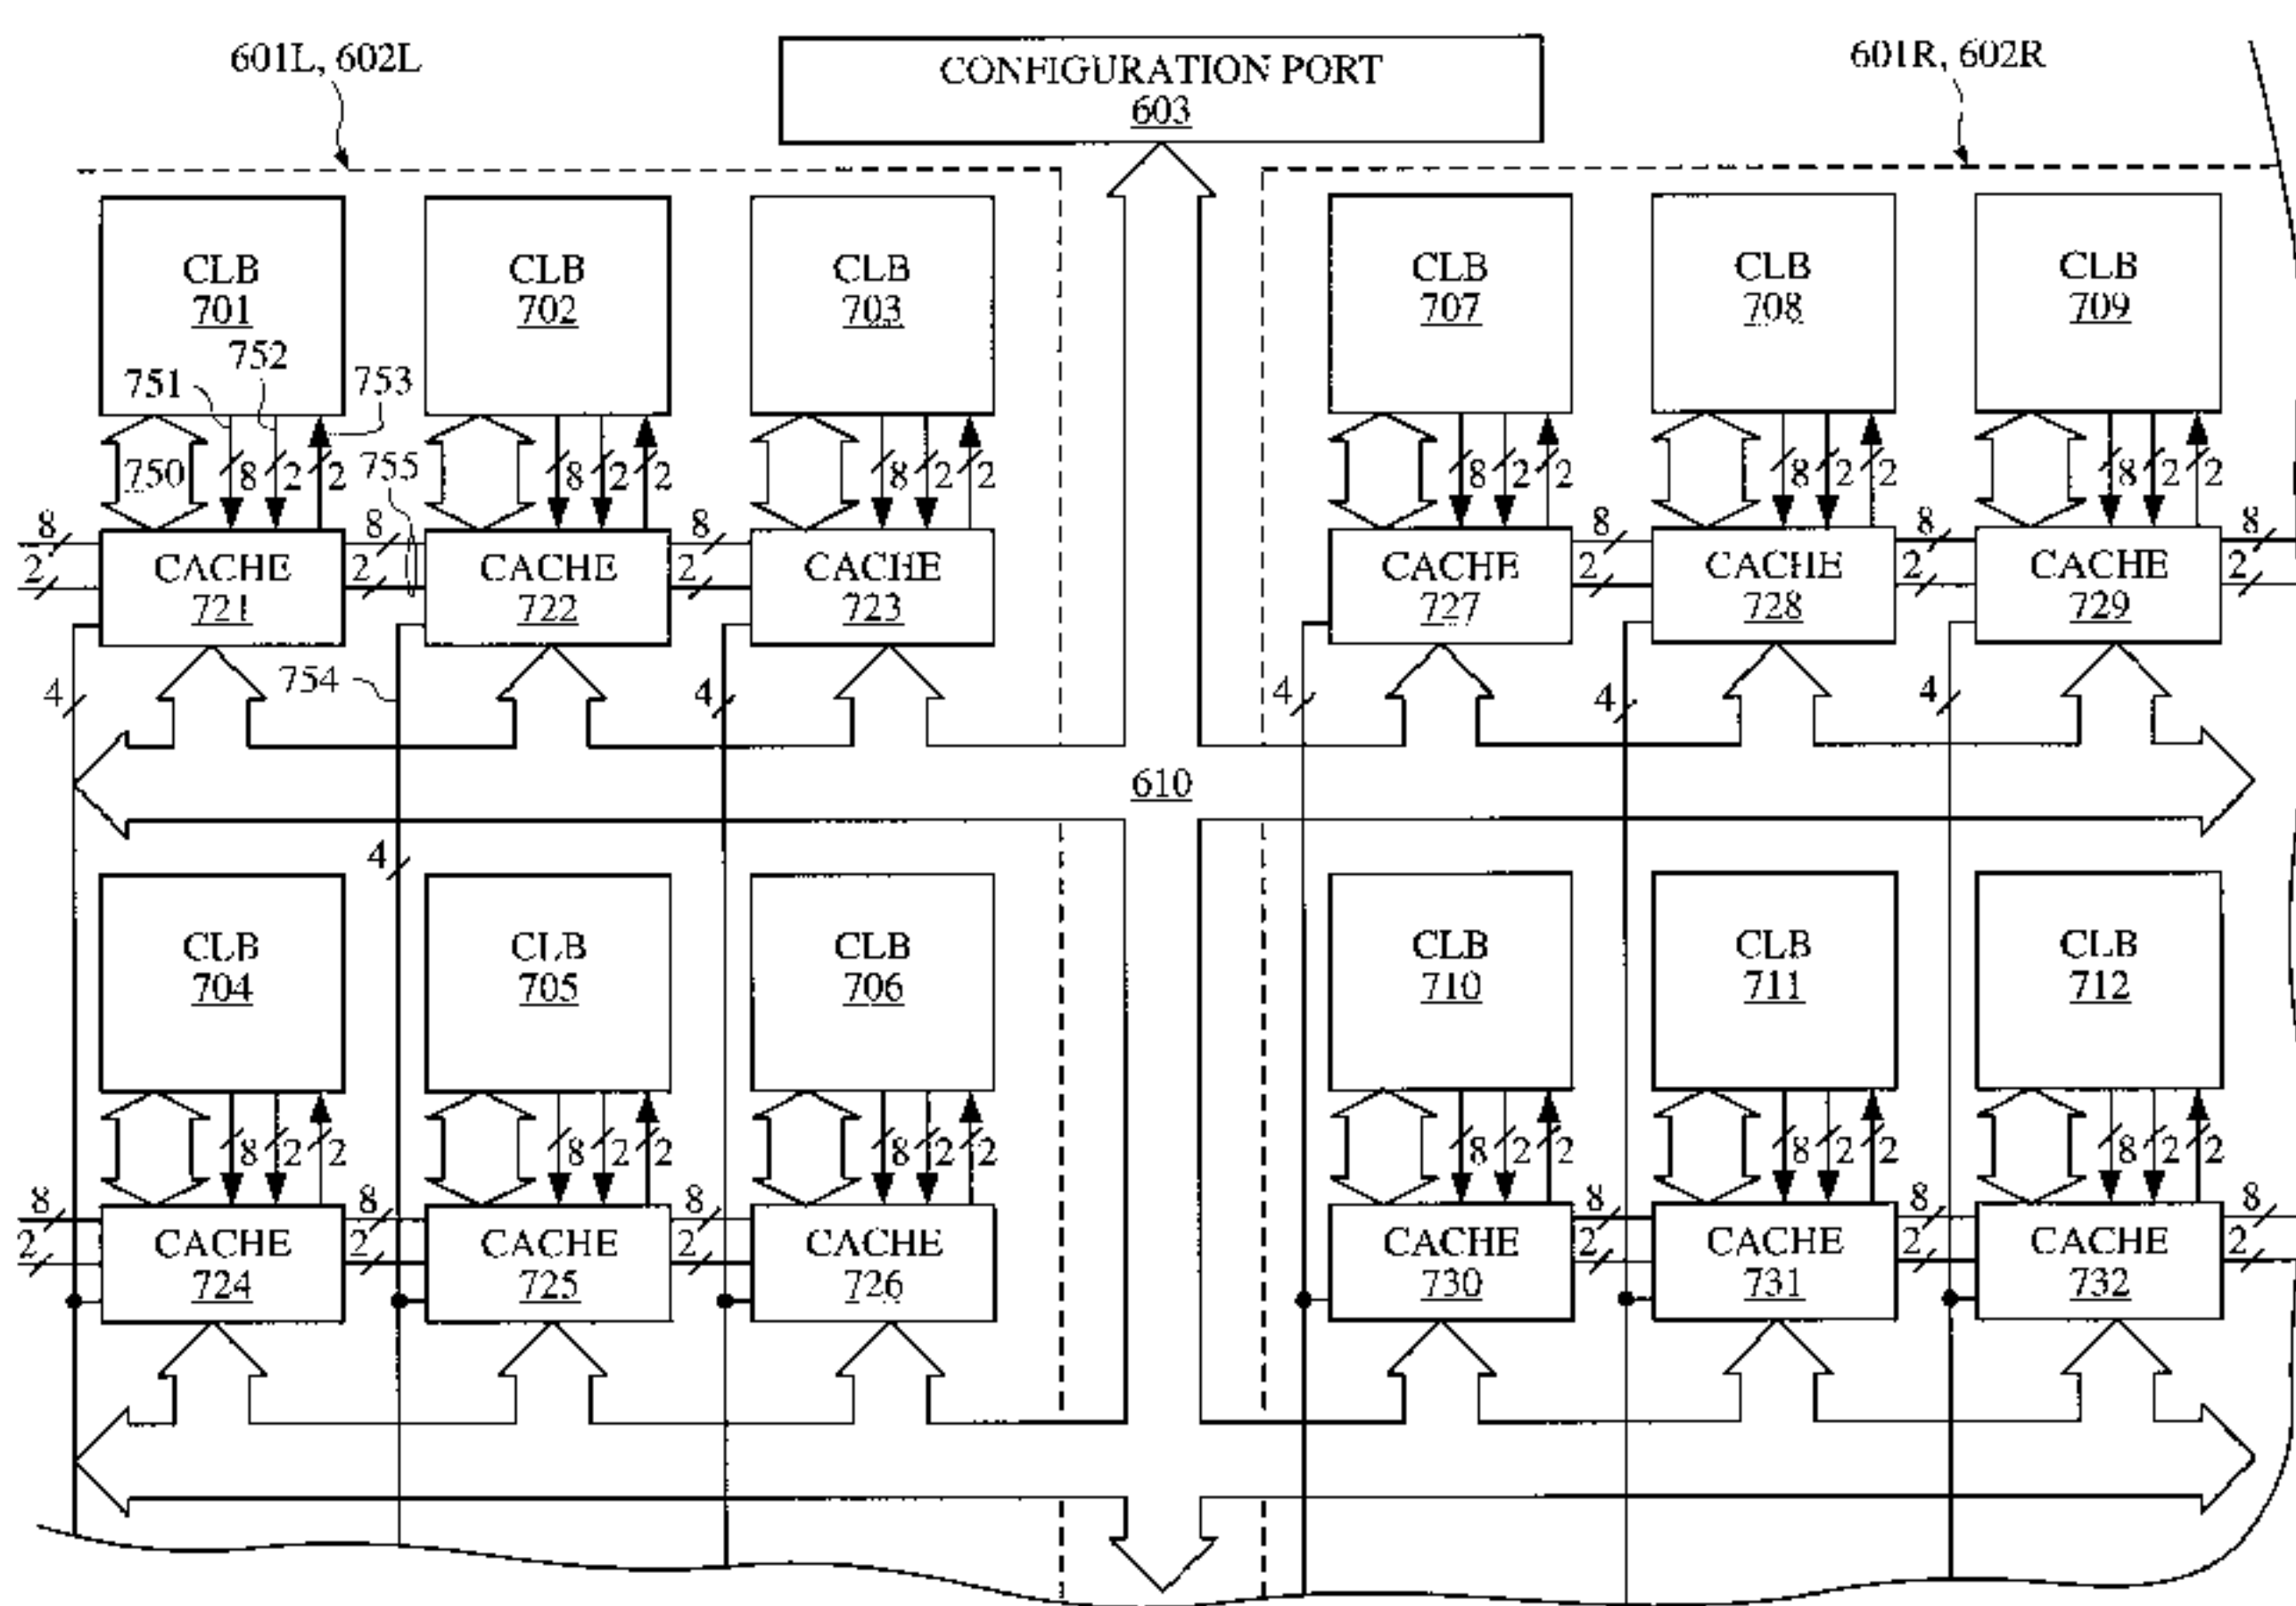 601L, 602L
CONFIGURATION PORT
603
601R, 602R
CLB
701
CLB
702
CLB
703
CLB
707
CLB
708
CLB
709
751
752
753
750
755
8 2 2
8 2 2
8 2 2
8 2 2
8 2 2
8 2 2
8 8 8 8 8 8
2 2 2 2 2 2
CACHE
721
CACHE
722
CACHE
723
CACHE
727
CACHE
728
CACHE
729
754
4 4 4 4 4
610
4
CLB
704
CLB
705
CLB
706
CLB
710
CLB
711
CLB
712
8 2 2
8 2 2
8 2 2
8 2 2
8 2 2
8 2 2
8 8 8 8 8 8
2 2 2 2 2 2
CACHE
724
CACHE
725
CACHE
726
CACHE
730
CACHE
731
CACHE
732